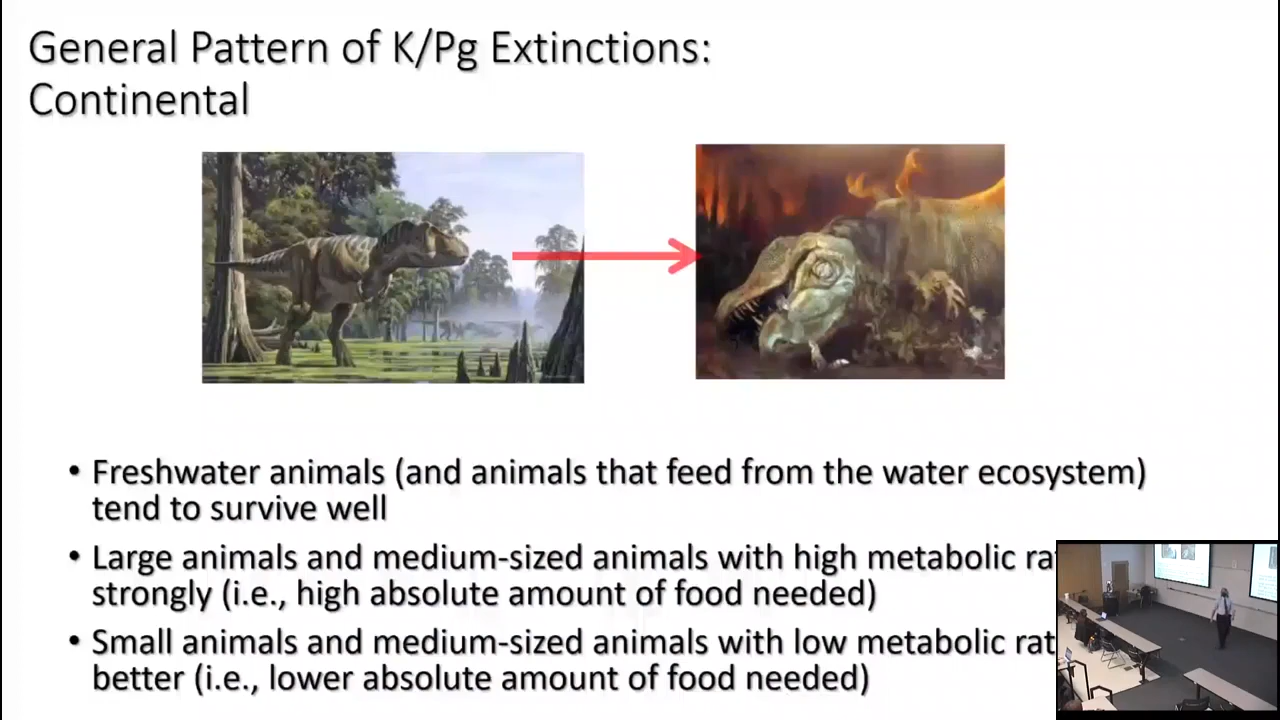 General Pattern of K/Pg Extinctions:
Continental
• Freshwater animals (and animals that feed from the water ecosystem)
tend to survive well
• Large animals and medium-sized animals with high metabolic
strongly (i.e., high absolute amount of food needed)
• Small animals and medium-sized animals with low metabolic
better (i.e., lower absolute amount of food needed)